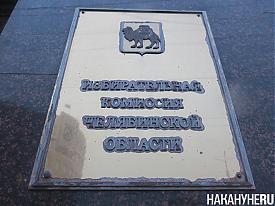 ИЗБИРАТЕЛЬНАЯ
КОМИССИЯ
ЧЕЛЯБИНСКОЙ
ОБЛАСТИ
НАКАНУНЕ.RU